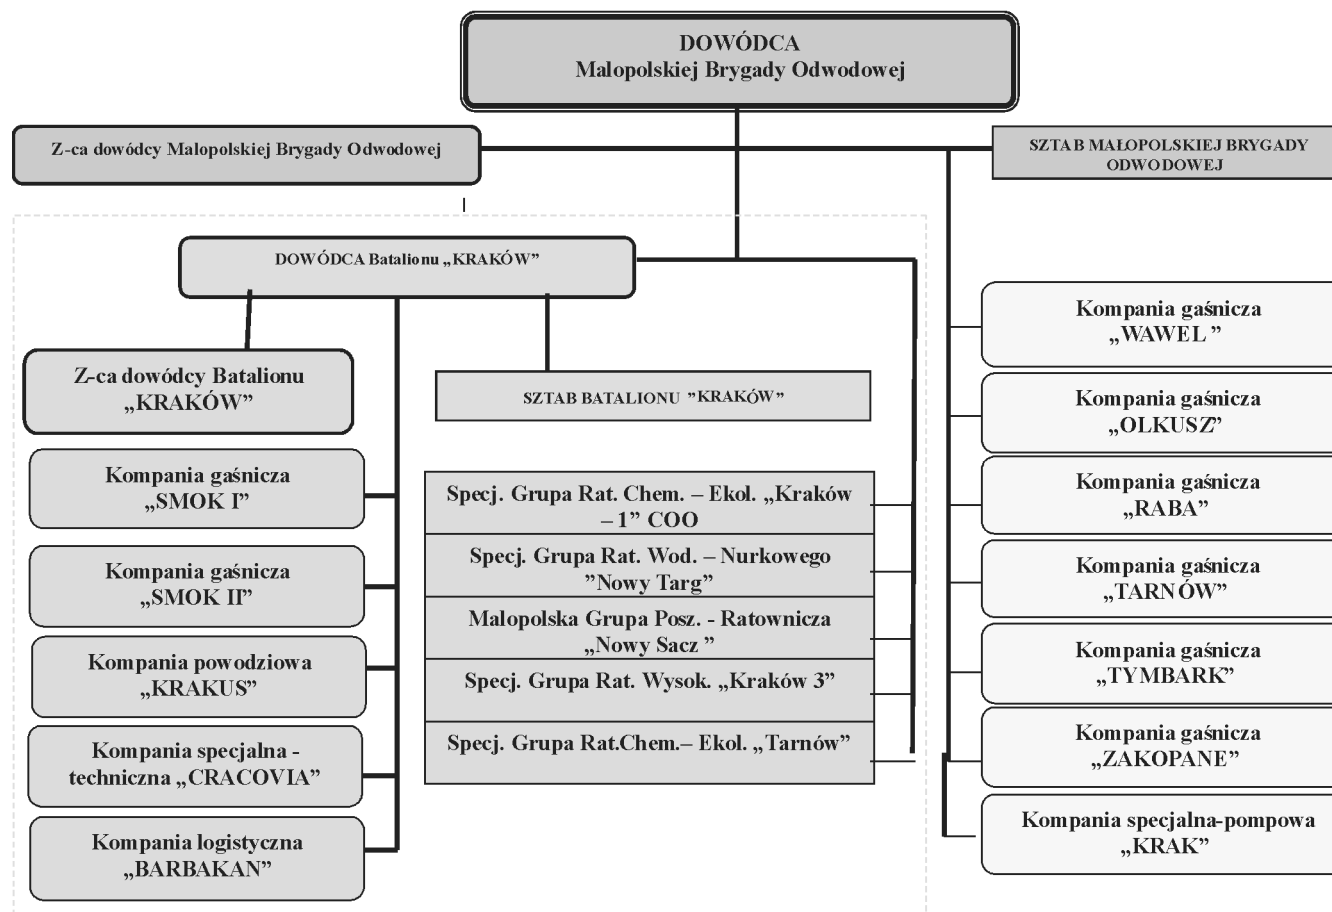 DOWÓDCA
Malopolskiej Brygady Odwodowej
Z-ca dowódcy Malopolskiej Brygady Odwodowej
SZTAB MAŁOPOLSKIEJ BRYGADY
ODWODOWEJ
DOWÓDCA Batalionu „KRAKÓW”
Z-ca dowódcy Batalionu
„KRAKÓW”
SZTAB BATALIONU ”KRAKÓW”
Kompania gaśnicza
„SMOK I”
Kompania gaśnicza
„SMOK II”
Kompania powodziowa
„KRAKUS”
Kompania specjalna -
techniczna „CRACOVIA”
Kompania logistyczna
„BARBAKAN”
Specj. Grupa Rat. Chem. – Ekol. „Kraków
– 1” COO
Specj. Grupa Rat. Wod. – Nurkowego
”Nowy Targ”
Malopolska Grupa Posz. - Ratownicza
„Nowy Sacz ”
Specj. Grupa Rat. Wysok. „Kraków 3”
Specj. Grupa Rat.Chem.– Ekol. „Tarnów”
Kompania gaśnicza
„WAWEL ”
Kompania gaśnicza
„OLKUSZ”
Kompania gaśnicza
„RABA”
Kompania gaśnicza
„TARNÓW”
Kompania gaśnicza
„TYMBARK”
Kompania gaśnicza
„ZAKOPANE”
Kompania specjalna-pompowa
„KRAK”